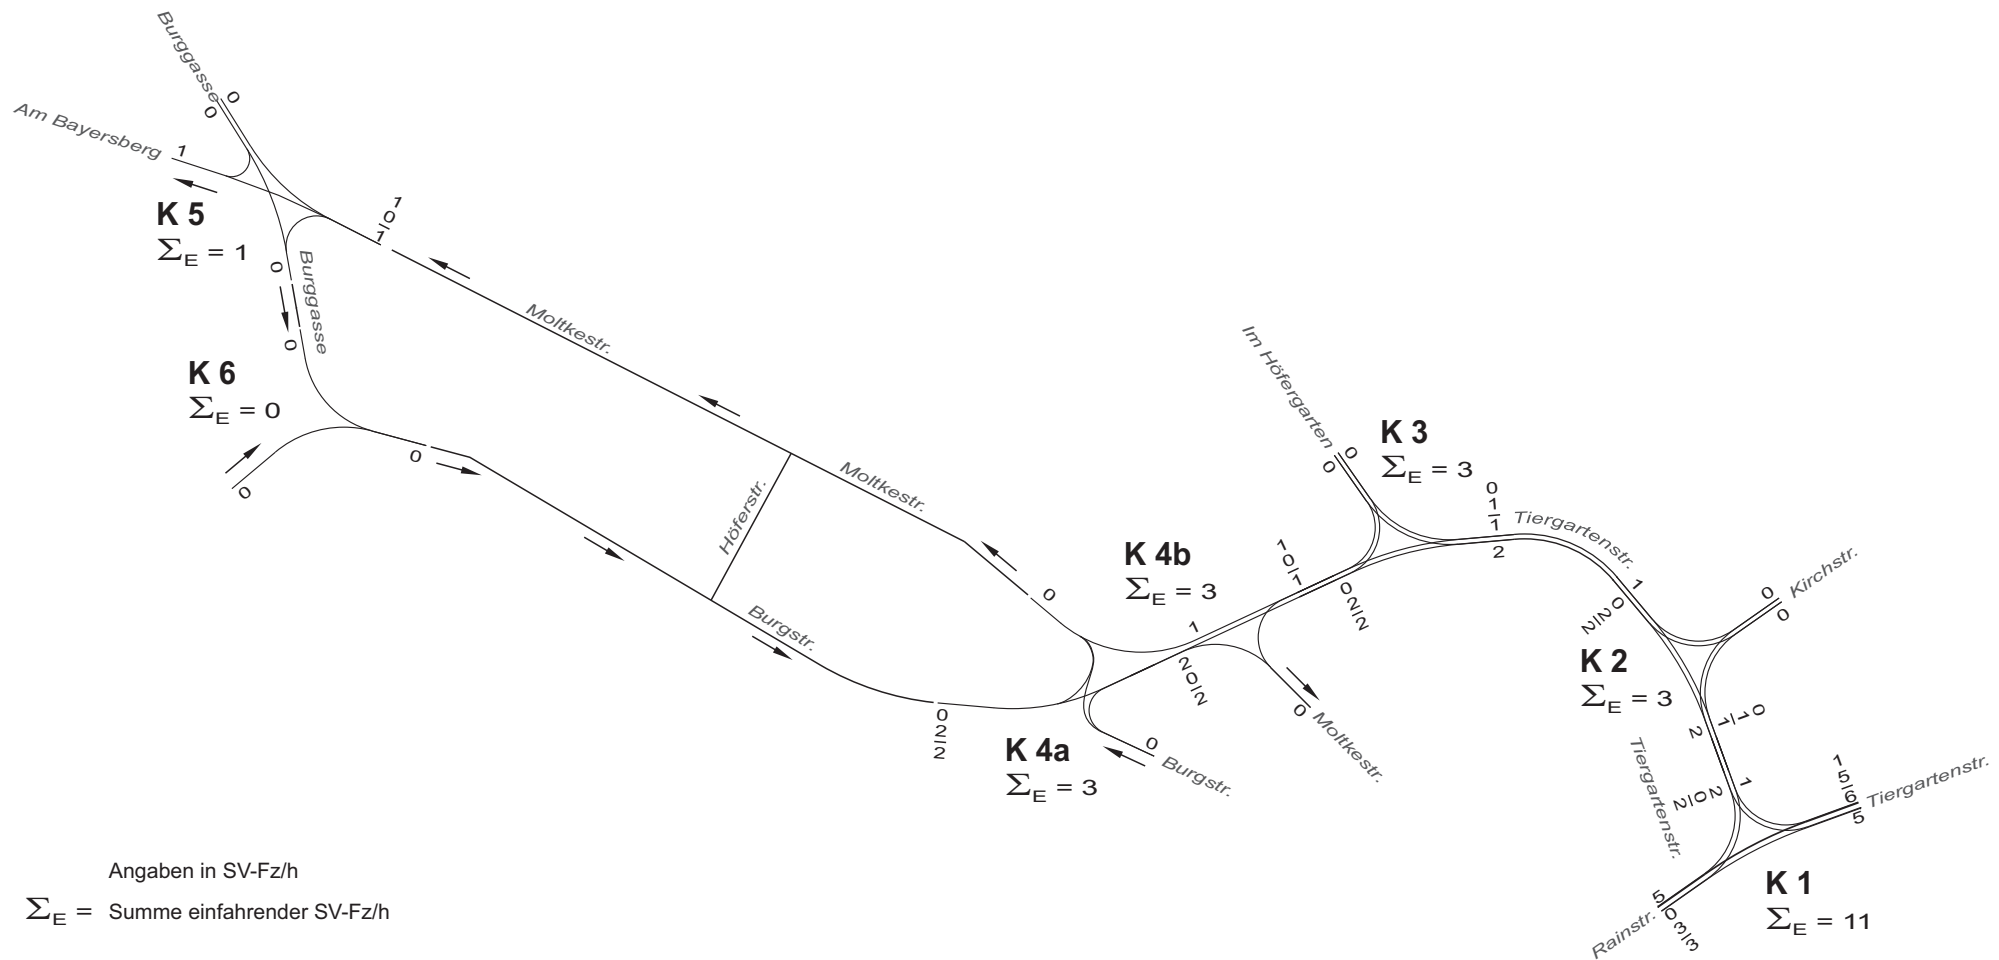 Burggasse
0
0
Am Bayersberg
1
K 5
Σ_E = 1
1
0
1
0
Burggasse
0
Moltkestr.
K 6
Σ_E = 0
0
0
Höferstr.
Moltkestr.
Burgstr.
0
2
2
0
K 4a
Σ_E = 3
0
Burgstr.
K 4b
Σ_E = 3
1
2
0
2
0
Moltkestr.
1
0
1
0
2
2
Im Höfergarten
0
0
K 3
Σ_E = 3
0
1
1
2
Tiergartenstr.
1
0
2
2
Kirchstr.
0
0
K 2
Σ_E = 3
2
0
1
1
Tiergartenstr.
2
0
2
1
1
5
6
5
Tiergartenstr.
K 1
Σ_E = 11
5
0
3
3
Rainstr.
Angaben in SV-Fz/h
Σ_E = Summe einfahrender SV-Fz/h